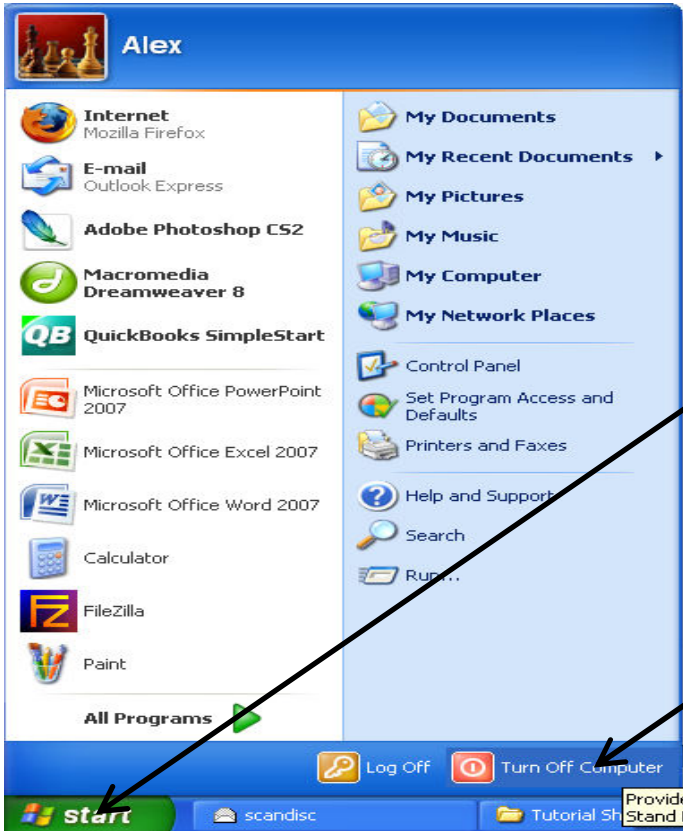 Alex
Internet
Mozilla Firefox
E-mail
Outlook Express
Adobe Photoshop CS2
Macromedia
Dreamweaver 8
QB QuickBooks SimpleStart
Microsoft Office PowerPoint
2007
Microsoft Office Excel 2007
Microsoft Office Word 2007
Calculator
FZ FileZilla
Paint
All Programs
My Documents
My Recent Documents
My Pictures
My Music
My Computer
My Network Places
Control Panel
Set Program Access and
Defaults
Printers and Faxes
Help and Support
Search
Run...
Log Off
Turn Off Computer
start
scandisc
Tutorial Sh
Provide
Stand